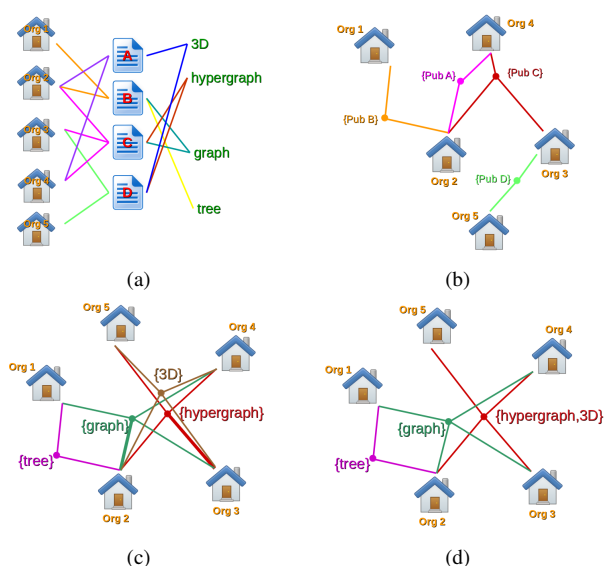 Org 1
Org 2
Org 3
Org 4
Org 5
A
B
C
D
3D
hypergraph
graph
tree
(a)
Org 1
Org 4
{Pub A}
{Pub C}
{Pub B}
Org 2
Org 3
{Pub D}
Org 5
(b)
Org 5
Org 4
Org 1
{3D}
{hypergraph}
{graph}
{tree}
Org 2
Org 3
(c)
Org 5
Org 4
Org 1
{hypergraph,3D}
{graph}
{tree}
Org 2
Org 3
(d)